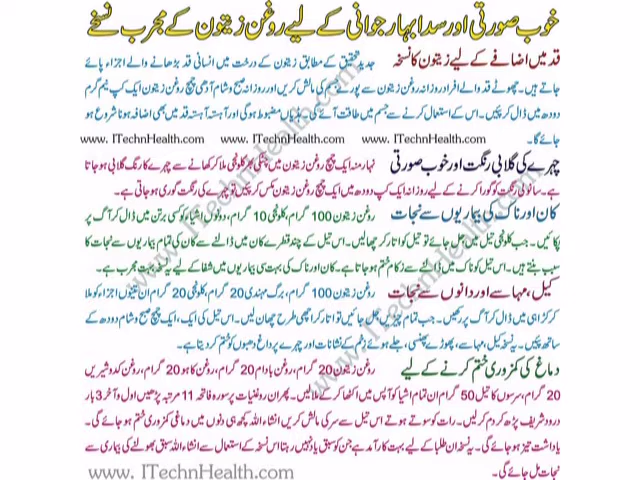 خوب صورتی اور سدا بہار جوانی کے لیے روغن زیتون کے مجرب نسخے
قد میں اضافے کے لیے زیتون کا نسخہ جدید تحقیق کے مطابق زیتون کے درخت میں انسانی قد بڑھانے والے اجزاء پائے
جاتے ہیں۔ چھوٹے قد والے افراد روزانہ روغن زیتون سے پورے جسم کی مالش کریں اور روزانہ صبح و شام آدھی چمچ روغن زیتون ایک کپ نیم گرم
دودھ میں ڈال کر پئیں۔ اس کے استعمال کرنے سے جسم میں طاقت آئے گی۔ ہڈیاں مضبوط ہو گی اور آہستہ آہستہ قد میں بھی اضافہ ہونا شروع ہو
جائے گا۔ www. ITechnHealth.com www. ITechnHealth.com www. ITechnHealth.com
چہرے کی گلابی رنگت اور خوب صورتی نہار منہ ایک چمچ روغن زیتون میں چٹکی بھر کلونجی ملا کر کھانے سے چہرے کا رنگ گلابی ہو جاتا
ہے۔ سانولی رنگت کو گورا کرنے کے لیے روزانہ ایک کپ دودھ میں ایک چمچ روغن زیتون مکس کر پئیں تو چہرے کی رنگت گوری ہو جاتی ہے۔
کان اور ناک کی بیماریوں سے نجات روغن زیتون 100 گرام، کلونجی 10 گرام، دونوں اشیاء کو کسی برتن میں ڈال کر آگ پر
پکائیں۔ جب کلونجی تیل میں جل جائے تو تیل کو اتار کر چھا لیں۔ اس تیل کے چند قطرے کان میں ڈالنے سے کان کی تمام بیماریوں سے نجات کا
سبب بنتے ہیں۔ اس تیل کو ناک میں ڈالنے سے زکام ختم ہو جاتا ہے۔ کان اور ناک کی بہت سی بیماریوں میں شفا کے لیے یہ نسخہ بہت مجرب ہے۔
کیل، مہاسے اور دانوں سے نجات روغن زیتون 100 گرام، برگ مہندی 20 گرام، کلونجی 20 گرام ان تینوں اجزاء کو ملا
کر کڑاہی میں ڈال کر آگ پر رکھیں۔ جب تمام چیزیں جل جائیں تو اتار کر اچھی طرح چھان لیں۔ اس تیل کی ایک، ایک چمچ صبح و شام دودھ کے
ساتھ پئیں۔ یہ نسخہ کیل، مہاسے، پھوڑے پھنسی، جلے ہوئے زخم کے نشانات اور چہرے پر داغ دھبوں کو ختم کر دیتا ہے۔
دماغ کی کمزوری ختم کرنے کے لیے روغن زیتون 20 گرام، روغن بادام 20 گرام، روغن کاہو 20 گرام، روغن کدو شیریں
20 گرام، سرسوں کا تیل 50 گرام ان تمام اشیا کو آپس میں اکٹھا کرکے ملا لیں۔ پھر ان روغنیات پر سورہ فاتحہ 11 مرتبہ پڑھیں اول و آخر 3 بار
درود شریف پڑھ کر دم کر لیں۔ رات کو سوتے ہوئے اس تیل سے سر کی مالش کریں انشاء اللہ کچھ ہی دنوں میں دماغی کمزوری ختم ہو جائے گی۔
یادداشت تیز ہو جائے گی۔ یہ نسخہ ان طلبا کے لیے بہت کارآمد ہے جن کو سبق یاد نہیں رہتا اس نسخہ کے استعمال سے انشاء اللہ سبق بھولنے کی بیماری سے
نجات مل جائے گی۔ www. ITechnHealth.com
www. ITechnHealth.com